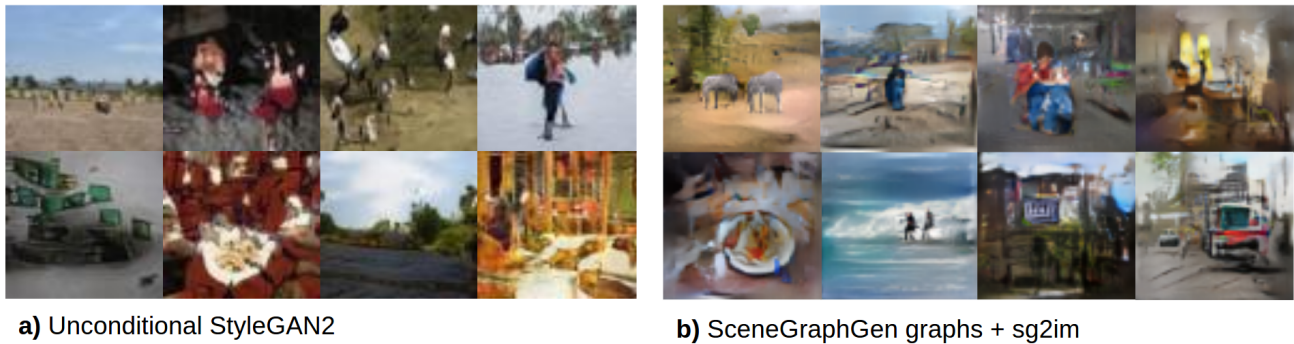 a) Unconditional StyleGAN2
b) SceneGraphGen graphs + sg2im